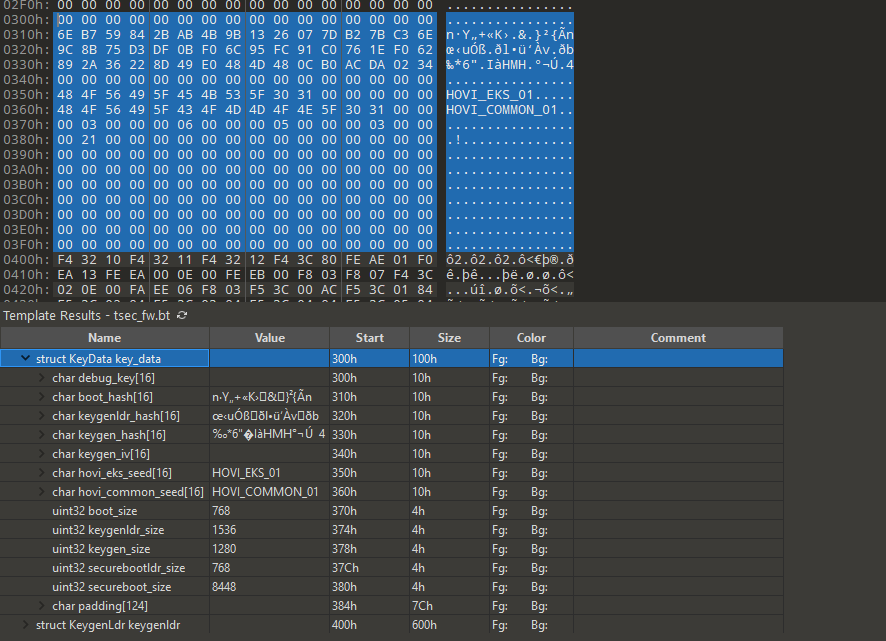 02F0h: 00 00 00 00 00 00 00 00 00 00 00 00 00 00 00 00 ................
0300h: 00 00 00 00 00 00 00 00 00 00 00 00 00 00 00 00 ................
0310h: 6E B7 59 84 2B AB 4B 9B 13 26 07 7D B2 7B C3 6E n·Y„+«K›.&.}²{Ãn
0320h: 9C 8B 75 D3 DF 0B F0 6C 95 FC 91 C0 76 1E F0 62 œ‹uÓß.ðl•ü‘Àv.ðb
0330h: 89 2A 36 22 8D 49 E0 48 4D 48 0C B0 AC DA 02 34 ‰*6".IàHMH.°¬Ú.4
0340h: 00 00 00 00 00 00 00 00 00 00 00 00 00 00 00 00 ................
0350h: 48 4F 56 49 5F 45 4B 53 5F 30 31 00 00 00 00 00 HOVI_EKS_01.....
0360h: 48 4F 56 49 5F 43 4F 4D 4D 4F 4E 5F 30 31 00 00 HOVI_COMMON_01..
0370h: 00 03 00 00 00 06 00 00 00 05 00 00 00 03 00 00 ................
0380h: 00 21 00 00 00 00 00 00 00 00 00 00 00 00 00 00 .!..............
0390h: 00 00 00 00 00 00 00 00 00 00 00 00 00 00 00 00 ................
03A0h: 00 00 00 00 00 00 00 00 00 00 00 00 00 00 00 00 ................
03B0h: 00 00 00 00 00 00 00 00 00 00 00 00 00 00 00 00 ................
03C0h: 00 00 00 00 00 00 00 00 00 00 00 00 00 00 00 00 ................
03D0h: 00 00 00 00 00 00 00 00 00 00 00 00 00 00 00 00 ................
03E0h: 00 00 00 00 00 00 00 00 00 00 00 00 00 00 00 00 ................
03F0h: 00 00 00 00 00 00 00 00 00 00 00 00 00 00 00 00 ................
0400h: F4 32 10 F4 32 11 F4 32 12 F4 3C 80 FE AE 01 F0 ô2.ô2.ô2.ô<€þ®.ð
0410h: EA 13 FE EA 00 0E 00 FE EB 00 F8 03 F8 07 F4 3C ê.þê...þë.ø.ø.ô<
0420h: 02 0E 00 FA EE 06 F8 03 F5 3C 00 AC F5 3C 01 84 ...úî.ø.õ<.¬õ<.„
Template Results - tsec_fw.bt
Name Value Start Size Color Comment
struct KeyData key_data 300h 100h Fg: Bg:
char debug_key[16] 300h 10h Fg: Bg:
char boot_hash[16] n·Y„+«K›&}²{Ãn 310h 10h Fg: Bg:
char keygenldr_hash[16] œ‹uÓßðl•ü‘Àvðb 320h 10h Fg: Bg:
char keygen_hash[16] ‰*6"�IàHMH°¬Ú 4 330h 10h Fg: Bg:
char keygen_iv[16] 340h 10h Fg: Bg:
char hovi_eks_seed[16] HOVI_EKS_01 350h 10h Fg: Bg:
char hovi_common_seed[16] HOVI_COMMON_01 360h 10h Fg: Bg:
uint32 boot_size 768 370h 4h Fg: Bg:
uint32 keygenldr_size 1536 374h 4h Fg: Bg:
uint32 keygen_size 1280 378h 4h Fg: Bg:
uint32 securebootldr_size 768 37Ch 4h Fg: Bg:
uint32 secureboot_size 8448 380h 4h Fg: Bg:
char padding[124] 384h 7Ch Fg: Bg:
struct KeygenLdr keygenldr 400h 600h Fg: Bg: